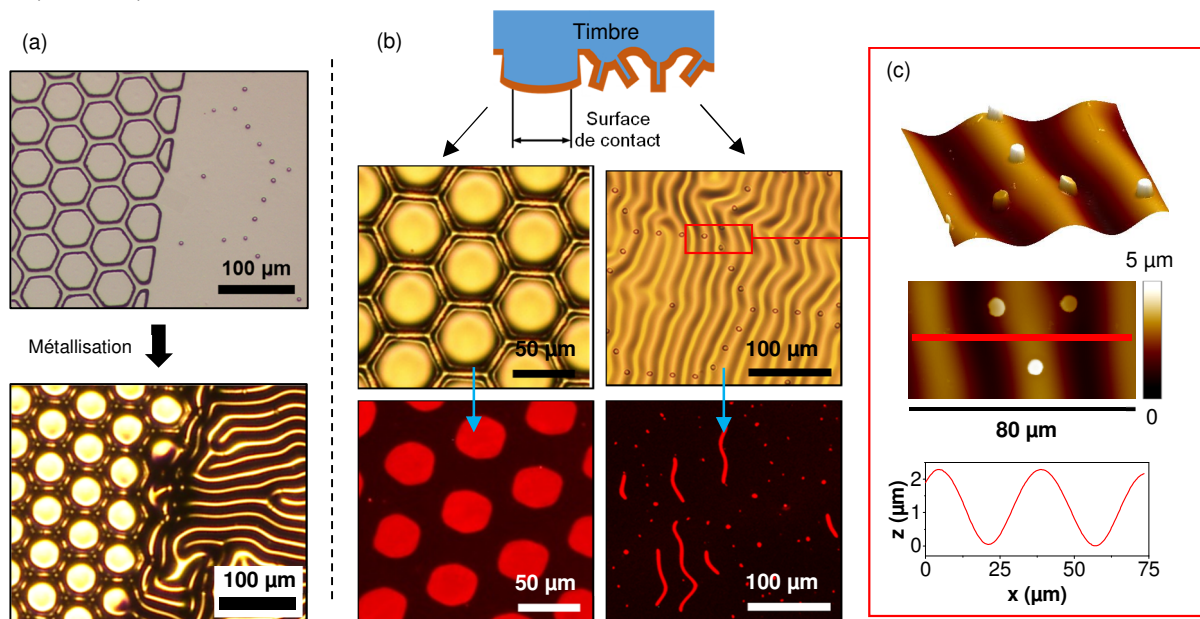 (a)
100 µm
Métallisation
100 µm
(b)
Timbre
Surface
de contact
50 µm
100 µm
50 µm
100 µm
(c)
5 µm
0
80 µm
z (µm)
2
1
0
0
25
50
75
x (µm)